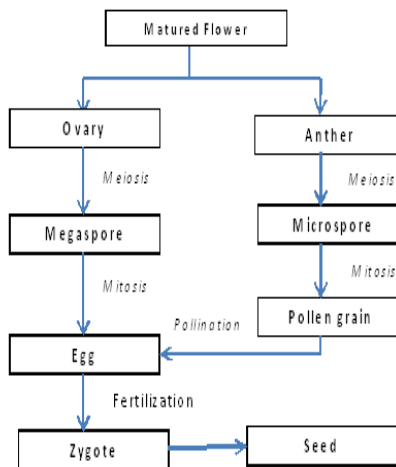 Matured Flower
Ovary
Anther
Meiosis
Meiosis
Megaspore
Microspore
Mitosis
Mitosis
Pollination
Pollen grain
Egg
Fertilization
Zygote
Seed